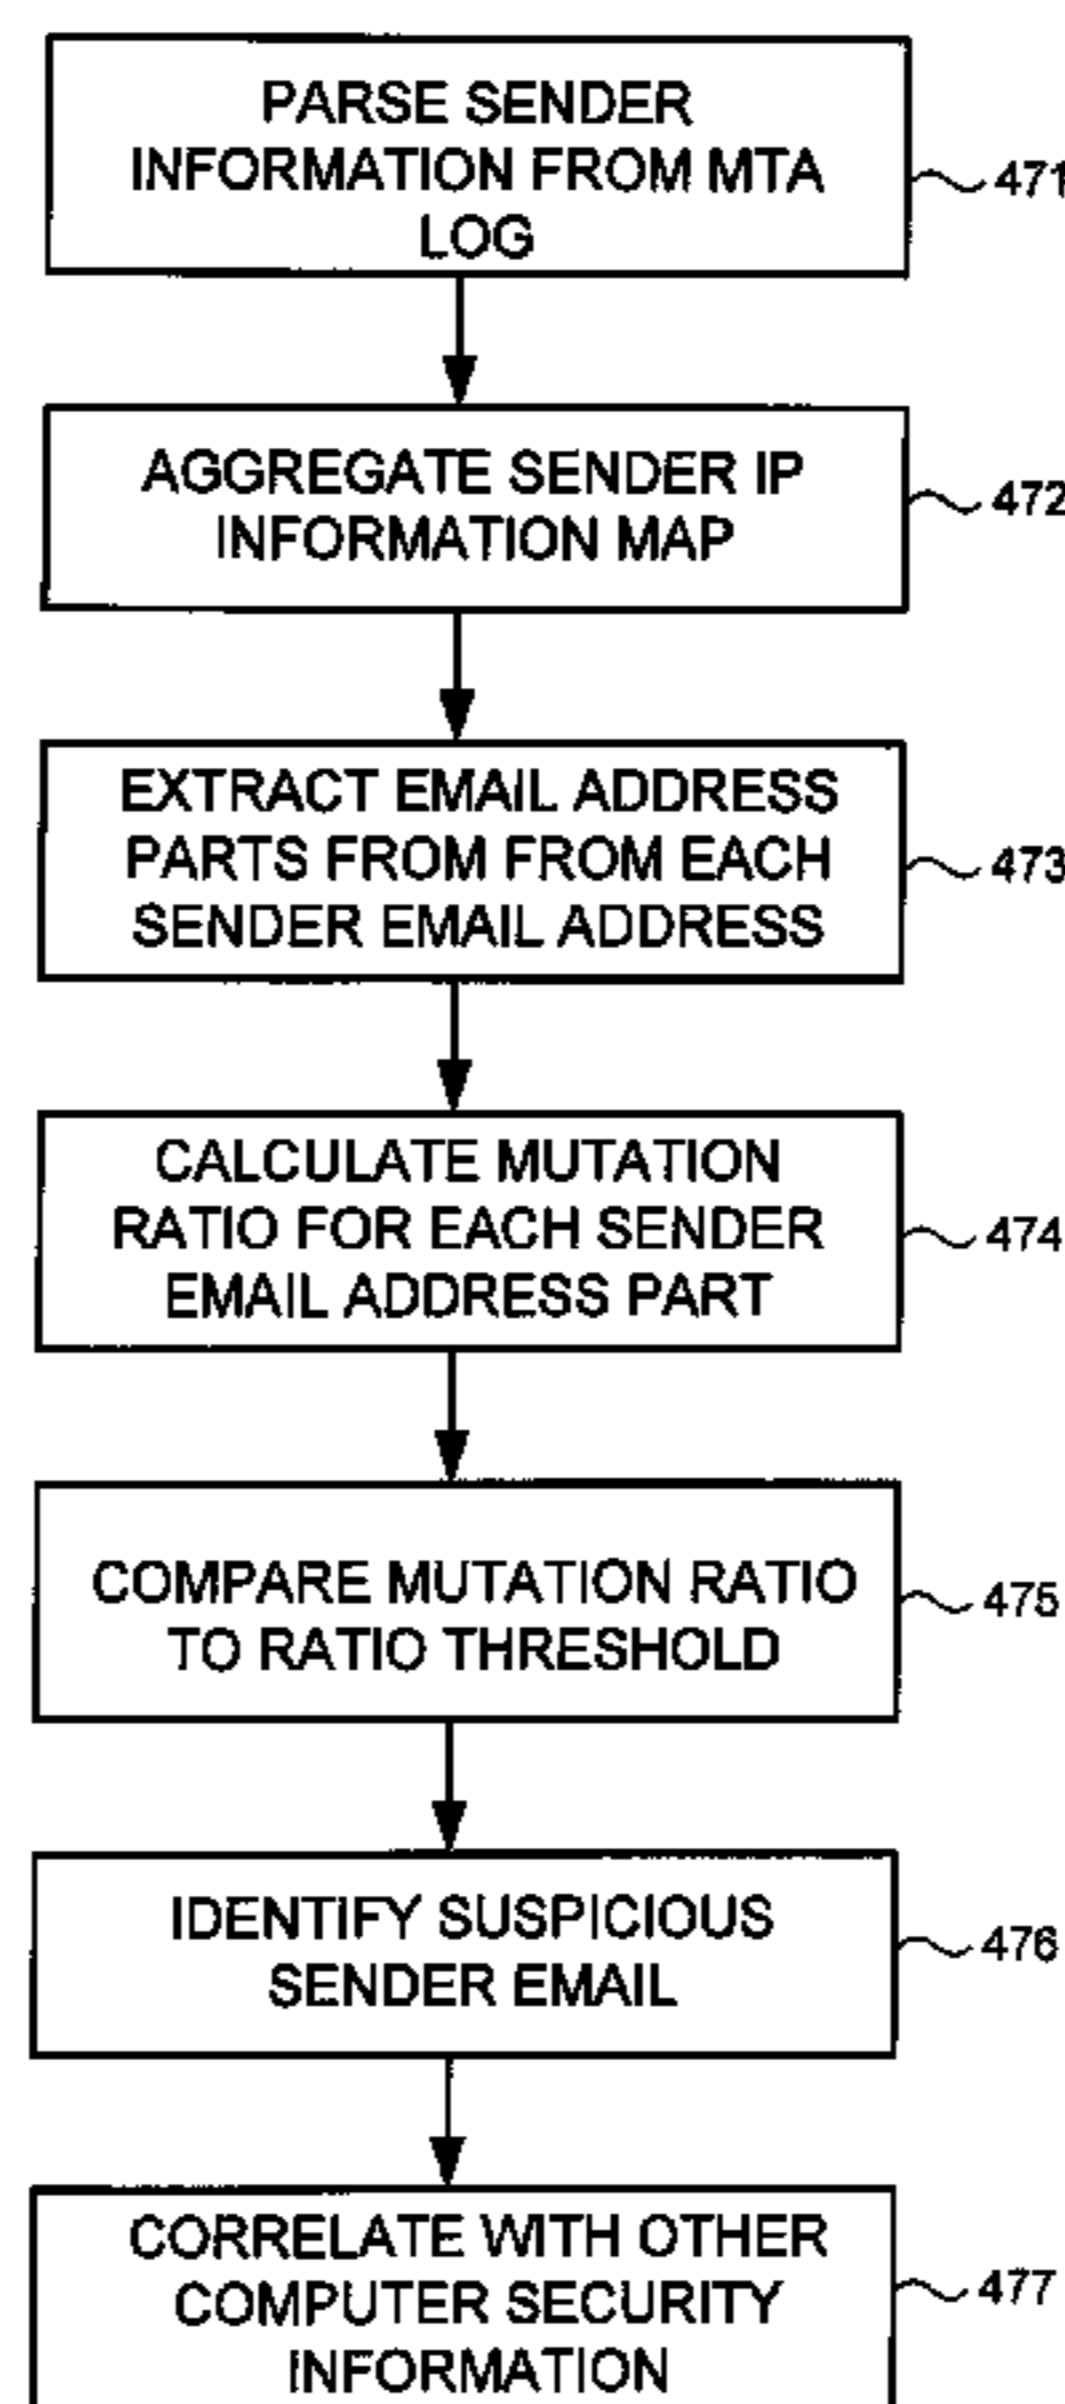 PARSE SENDER
INFORMATION FROM MTA
LOG
471
AGGREGATE SENDER IP
INFORMATION MAP
472
EXTRACT EMAIL ADDRESS
PARTS FROM FROM EACH
SENDER EMAIL ADDRESS
473
CALCULATE MUTATION
RATIO FOR EACH SENDER
EMAIL ADDRESS PART
474
COMPARE MUTATION RATIO
TO RATIO THRESHOLD
475
IDENTIFY SUSPICIOUS
SENDER EMAIL
476
CORRELATE WITH OTHER
COMPUTER SECURITY
INFORMATION
477